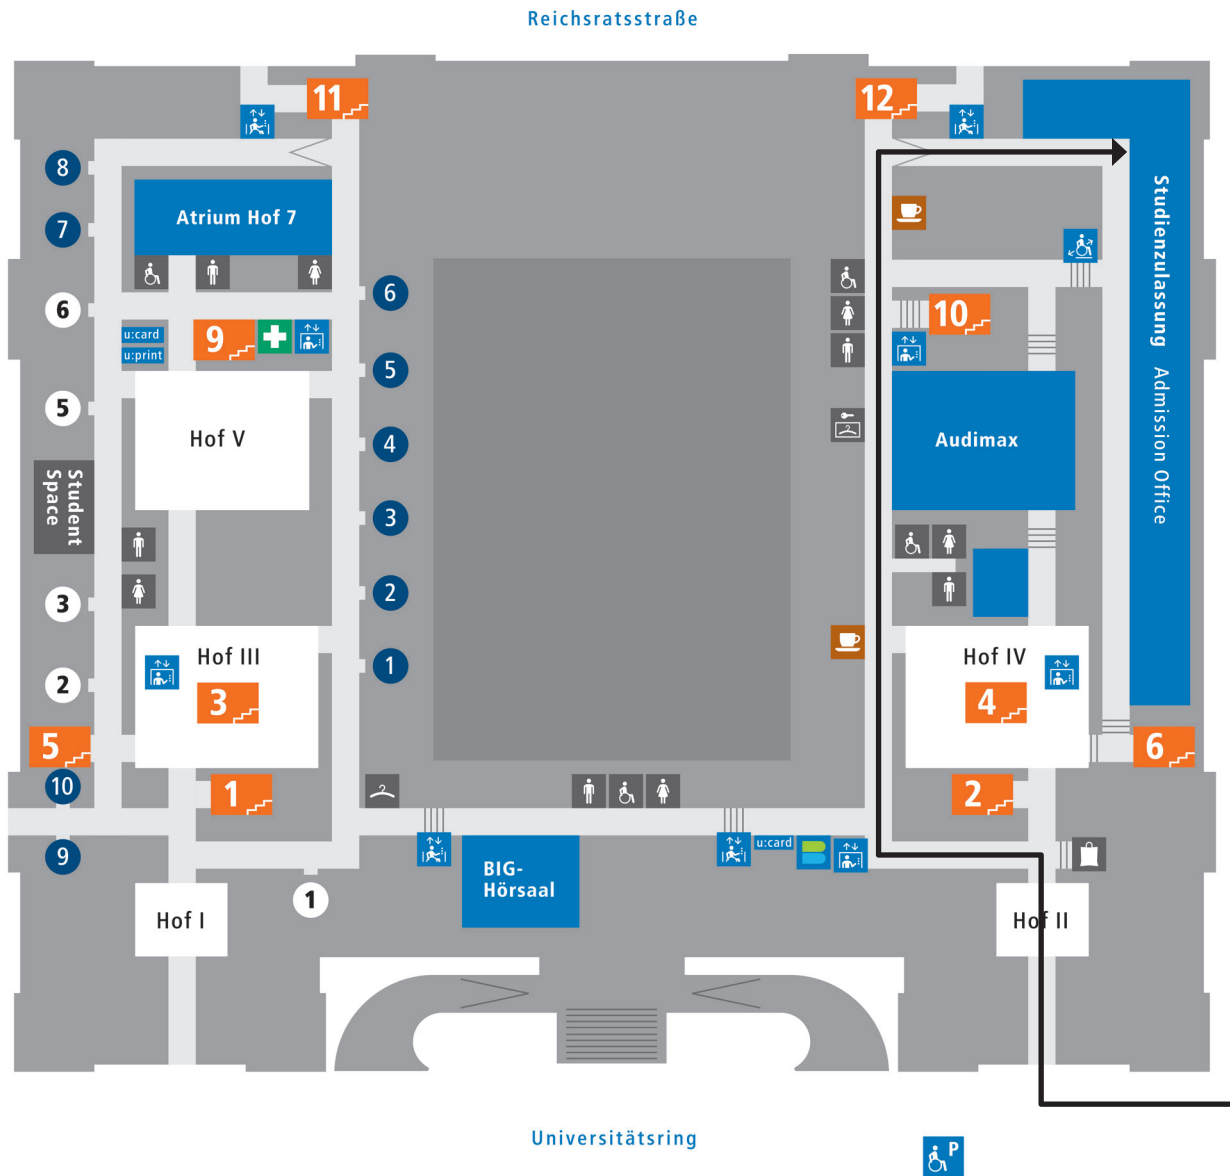 Reichsratsstraße
11
12
8
Atrium Hof 7
7
6
6
u:card
u:print
9
10
5
5
Hof V
4
Audimax
Studienzulassung Admission Office
Student
Space
3
3
2
Hof III
Hof IV
1
2
3
4
5
6
10
1
2
9
u:card
BIG-
Hörsaal
1
Hof I
Hof II
Universitätsring
P